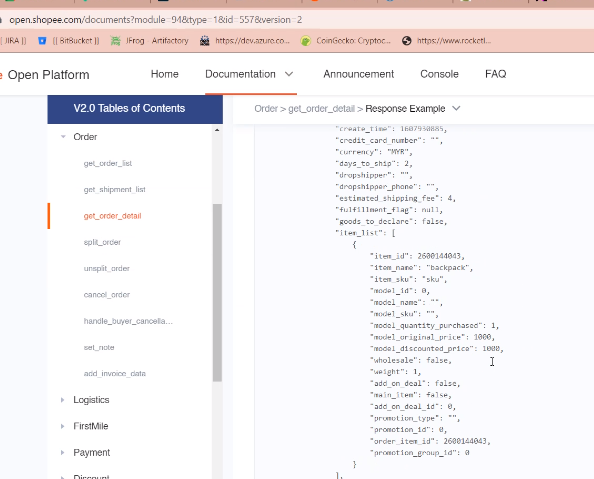 open.shopee.com/documents?module=94&type=1&id=557&version=2
[ JIRA ]]
[[ BitBucket ]]
JFrog - Artifactory
https://dev.azure.co...
CoinGecko: Cryptoc...
https://www.rocketl...
Open Platform
Home
Documentation
Announcement
Console
FAQ
V2.0 Tables of Contents
Order > get_order_detail > Response Example
Order
get_order_list
get_shipment_list
get_order_detail
split_order
unsplit_order
cancel_order
handle_buyer_cancella...
set_note
add_invoice_data
Logistics
FirstMile
Payment
Discount
"create_time": 1607930885,
"credit_card_number": "",
"currency": "MYR",
"days_to_ship": 2,
"dropshipper": "",
"dropshipper_phone": "",
"estimated_shipping_fee": 4,
"fulfillment_flag": null,
"goods_to_declare": false,
"item_list": [
{
"item_id": 2600144043,
"item_name": "backpack",
"item_sku": "sku",
"model_id": 0,
"model_name": "",
"model_sku": "",
"model_quantity_purchased": 1,
"model_original_price": 1000,
"model_discounted_price": 1000,
"wholesale": false,
"weight": 1,
"add_on_deal": false,
"main_item": false,
"add_on_deal_id": 0,
"promotion_type": "",
"promotion_id": 0,
"order_item_id": 2600144043,
"promotion_group_id": 0
}
],